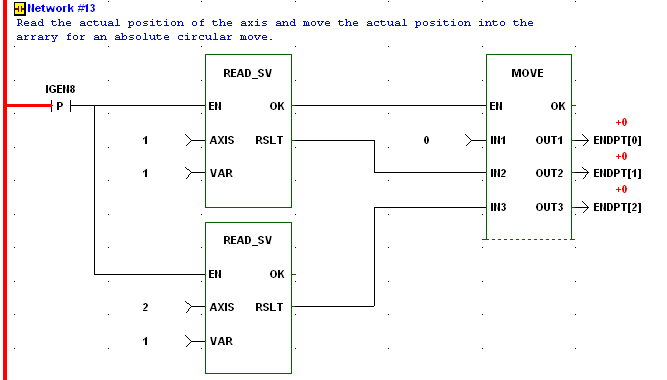 Network #13
Read the actual position of the axis and move the actual position into the
arrary for an absolute circular move.
READ_SV
MOVE
IGEN8
P
EN OK
EN OK
+0
1 AXIS RSLT
0 IN1 OUT1 ENDPT[0]
+0
1 VAR
IN2 OUT2 ENDPT[1]
+0
IN3 OUT3 ENDPT[2]
READ_SV
EN OK
2 AXIS RSLT
1 VAR